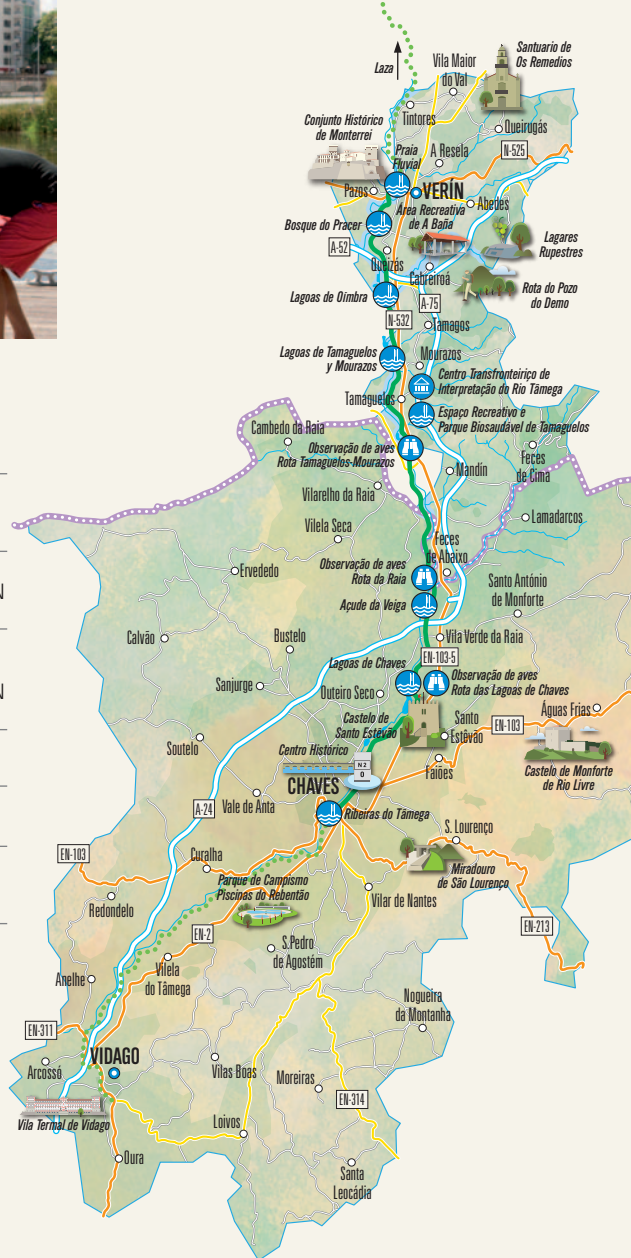 Laza
Santuario de
Os Remedios
Vila Maior
do Val
Tintores
Queirugás
Conjunto Histórico
de Monterrei
Praia
Fluvial
A Resela
N-525
Pazos
VERÍN
Abedes
Área Recreativa
de A Baña
Bosque do Pracer
A-52
Queizás
Lagares
Rupestres
Cabreiroá
Rota do Pozo
do Demo
Lagoas de Oímbra
A-75
N-532
Tamagos
Lagoas de Tamaguelos
y Mourazos
Mourazos
Centro Transfronteiriço de
Interpretação do Rio Tâmega
Tamaguelos
Espaço Recreativo e
Parque Biosaudável de Tamaguelos
Cambedo da Raia
Observação de aves
Rota Tamaguelos-Mourazos
Feces
de Cima
Mandín
Vilarelho da Raia
Lamadarcos
Vilela Seca
Feces
de Abaixo
Observação de aves
Rota da Raia
Ervededo
Santo António
de Monforte
Açude da Veiga
Calvão
Bustelo
Vila Verde da Raia
EN-103-5
Lagoas de Chaves
Observação de aves
Rota das Lagoas de Chaves
Sanjurge
Outeiro Seco
Águas Frias
Castelo de
Santo Estêvão
Santo
Estêvão
EN-103
Soutelo
Centro Histórico
N2
0
Faiões
Castelo de Monforte
de Rio Livre
CHAVES
A-24
Vale de Anta
Ribeiras do Tâmega
S. Lourenço
EN-103
Curalha
Miradouro
de São Lourenço
Parque de Campismo
Piscinas do Rebentão
Redondelo
Vilar de Nantes
EN-2
EN-213
S.Pedro
de Agostém
Vilela
do Tâmega
Anelhe
Nogueira
da Montanha
EN-311
VIDAGO
Arcossó
Vilas Boas
Moreiras
EN-314
Vila Termal de Vidago
Loivos
Oura
Santa
Leocádia
N
N